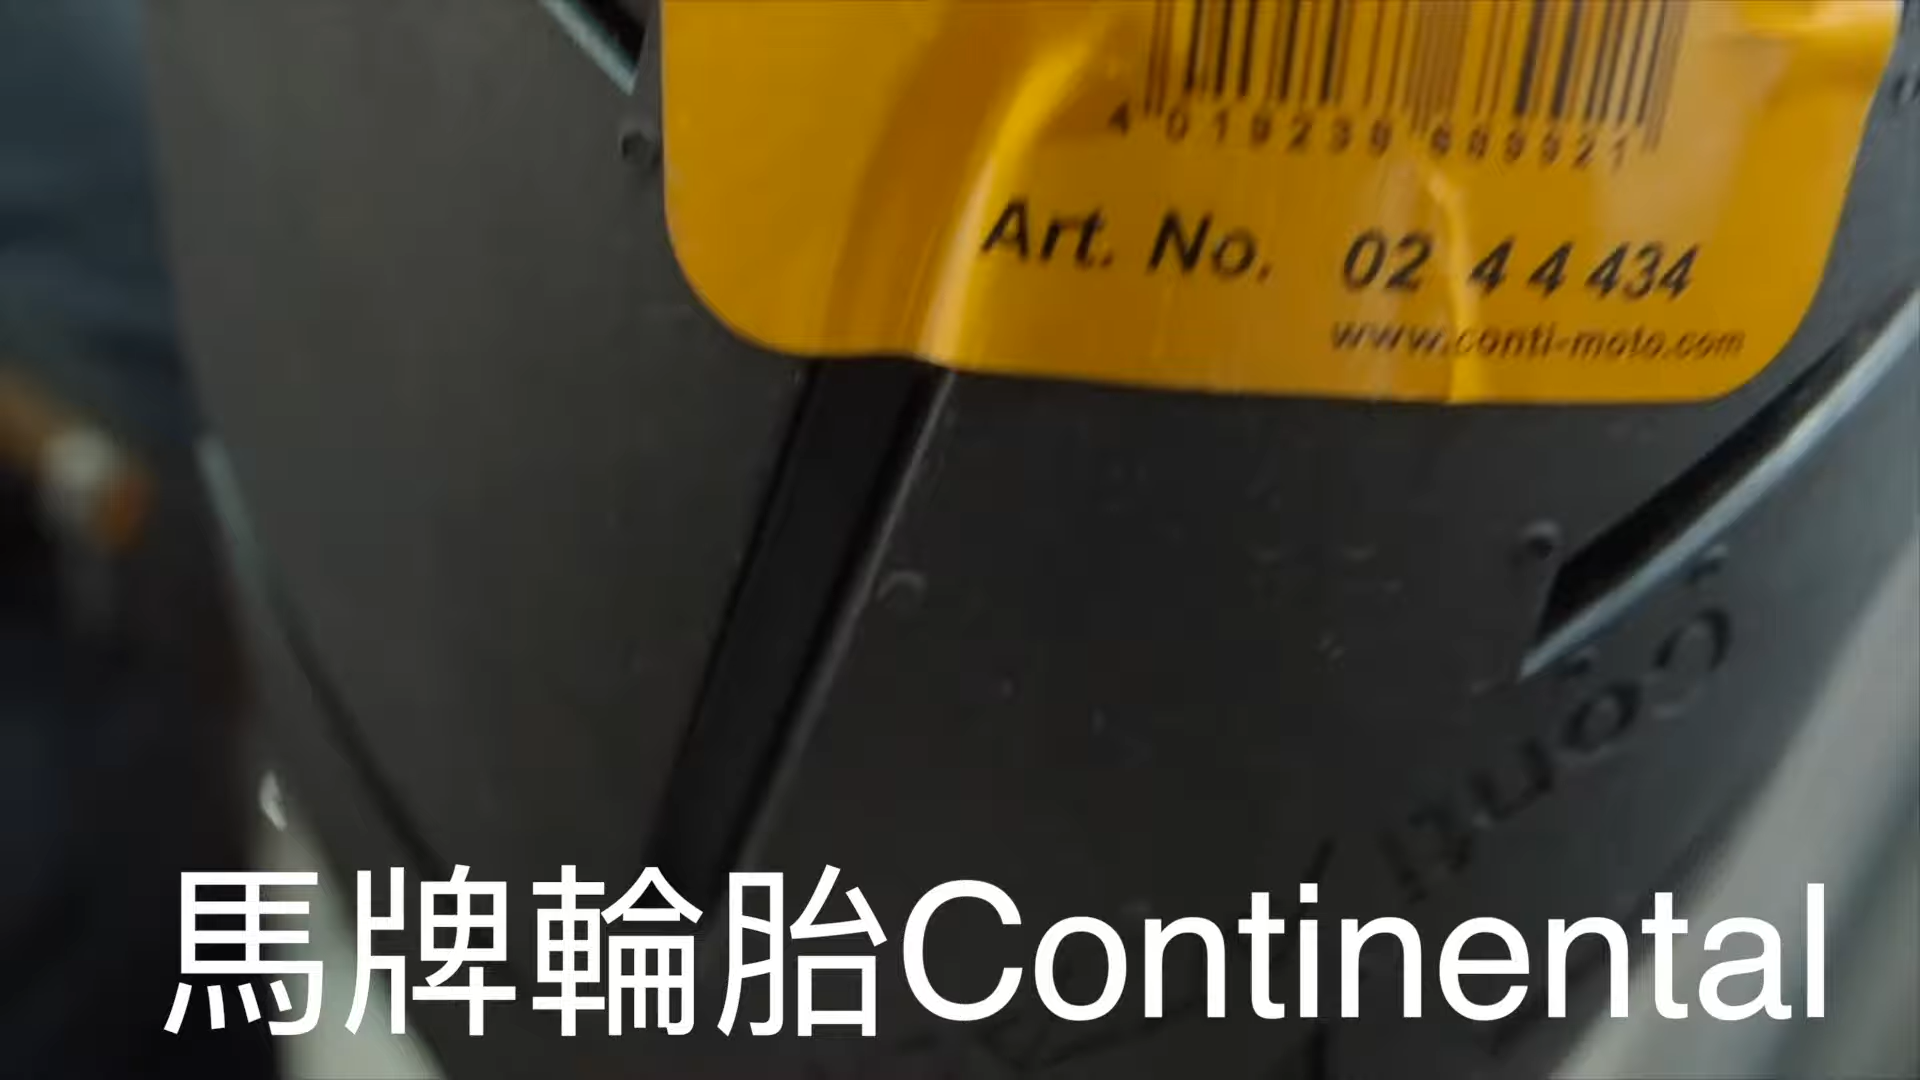 Art. No. 02 4 4 434
www.conti-moto.com
Conti
馬牌輪胎Continental